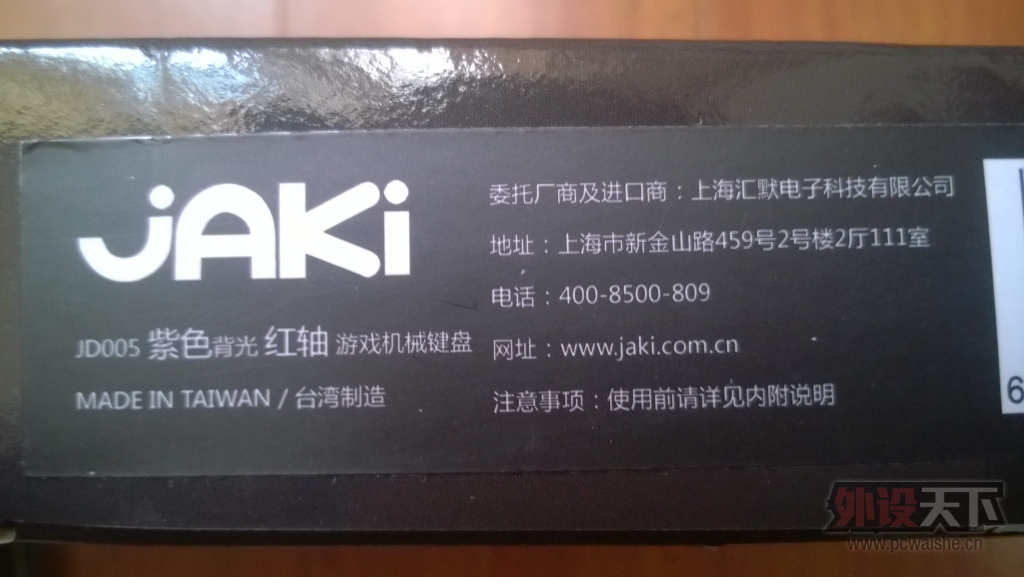 JAKi
JD005 紫色背光 红轴 游戏机械键盘
MADE IN TAIWAN / 台湾制造
委托厂商及进口商：上海汇默电子科技有限公司
地址：上海市新金山路459号2号楼2厅111室
电话：400-8500-809
网址：www.jaki.com.cn
注意事项：使用前请详见内附说明
6
外设天下
www.pcwaishe.cn